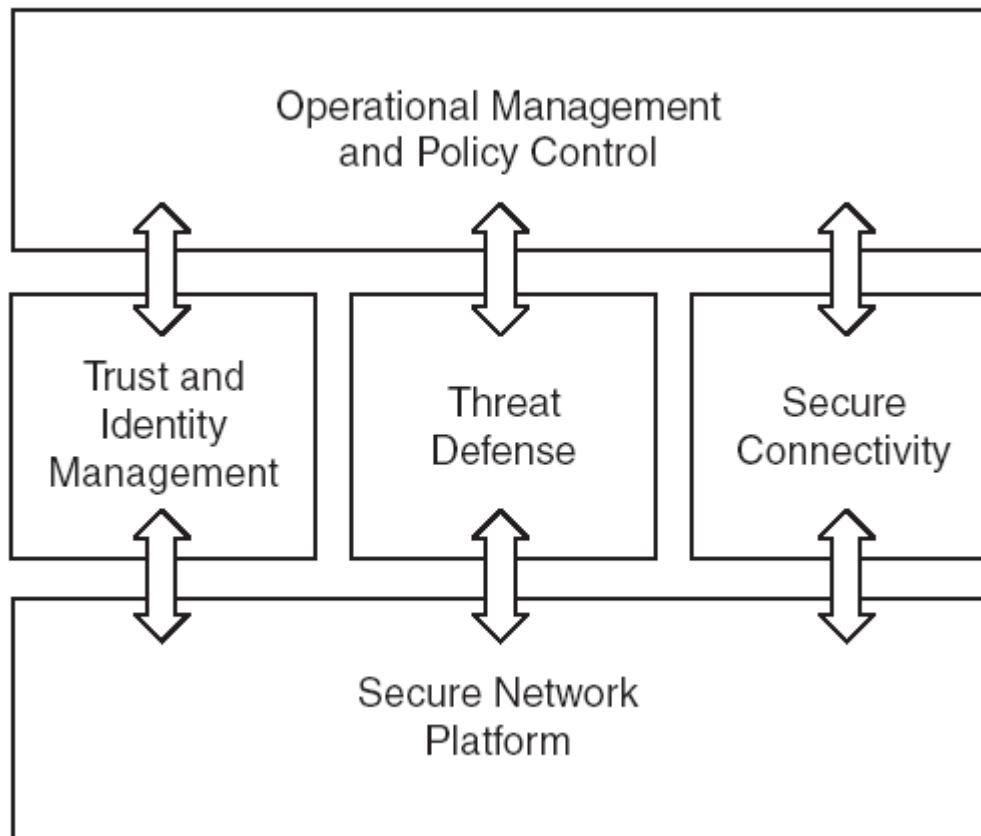 Operational Management
and Policy Control
Trust and
Identity
Management
Threat
Defense
Secure
Connectivity
Secure Network
Platform